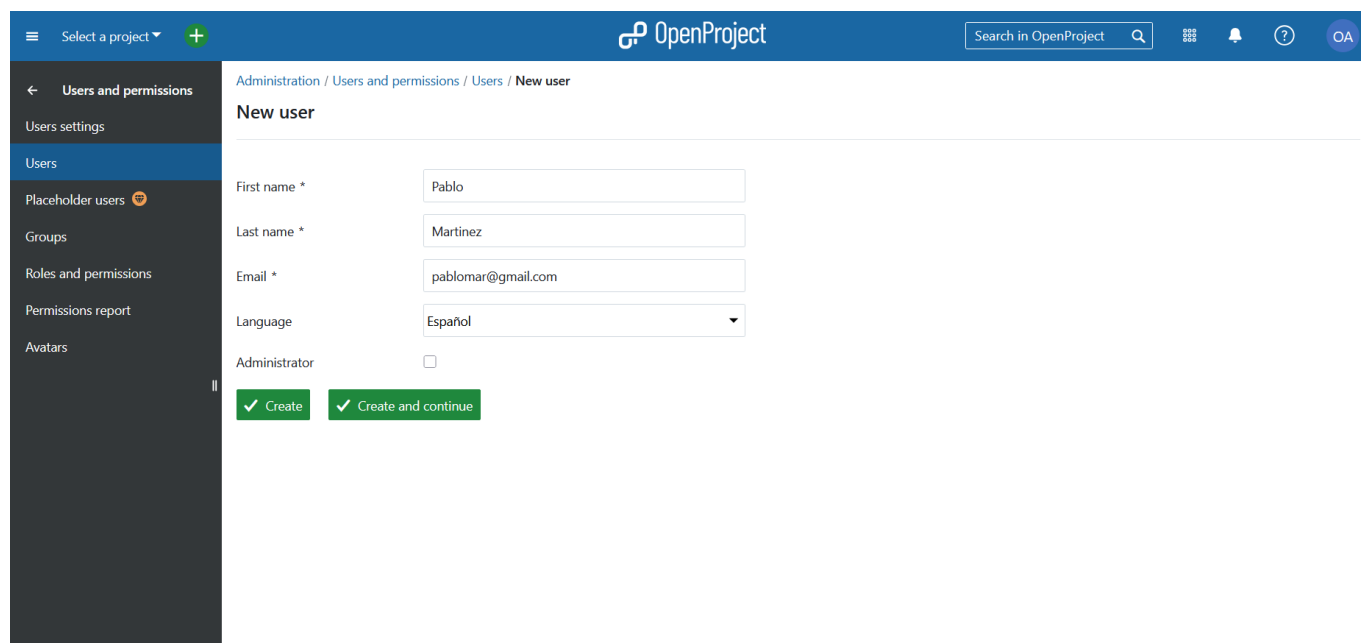 Select a project
OpenProject
Search in OpenProject
OA
Users and permissions
Users settings
Users
Placeholder users
Groups
Roles and permissions
Permissions report
Avatars
Administration / Users and permissions / Users / New user
New user
First name *
Pablo
Last name *
Martinez
Email *
pablomar@gmail.com
Language
Español
Administrator
Create
Create and continue